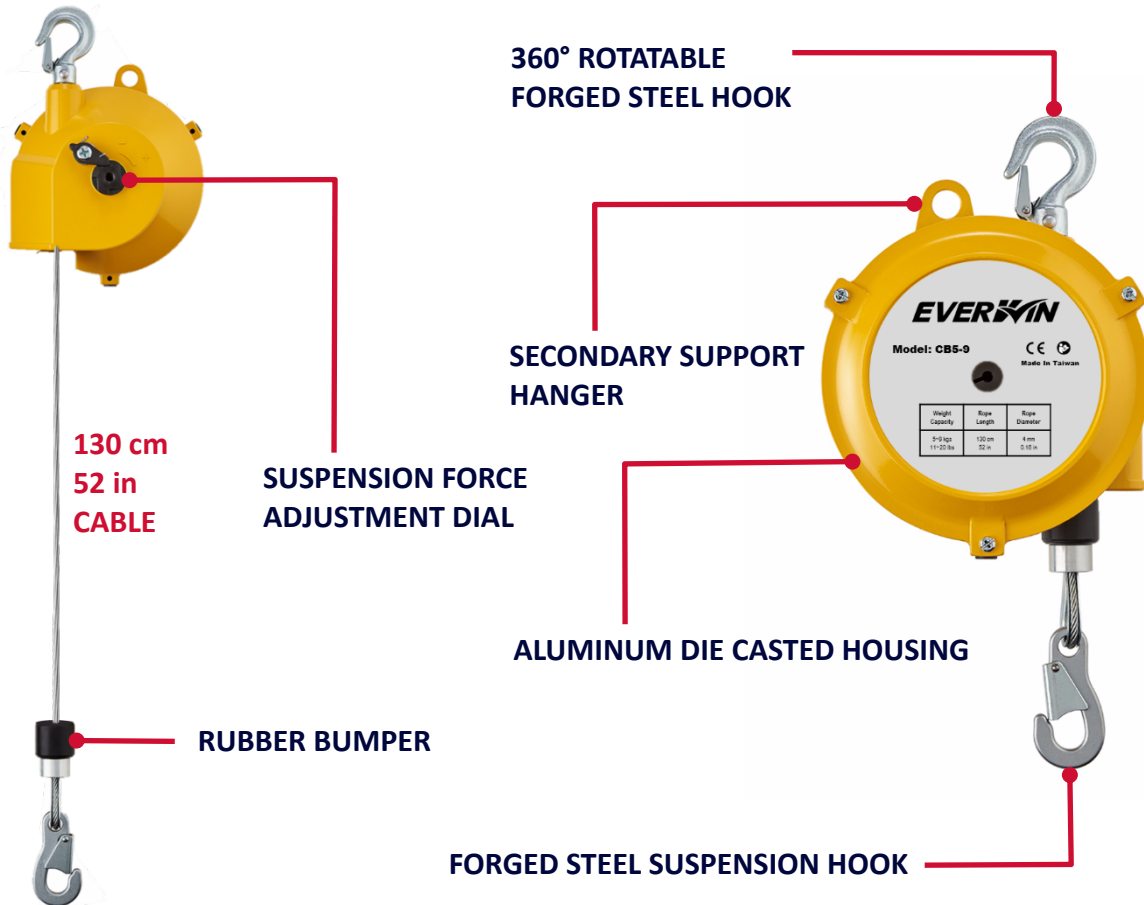 360° ROTATABLE
FORGED STEEL HOOK
SECONDARY SUPPORT
HANGER
130 cm
52 in
CABLE
SUSPENSION FORCE
ADJUSTMENT DIAL
EVERWIN
Model: CB5-9
CE
Made In Taiwan
Weight Capacity Rope Length Rope Diameter
5~9 kgs 130 cm 4 mm
11~20 lbs 52 in 0.16 in
ALUMINUM DIE CASTED HOUSING
RUBBER BUMPER
FORGED STEEL SUSPENSION HOOK